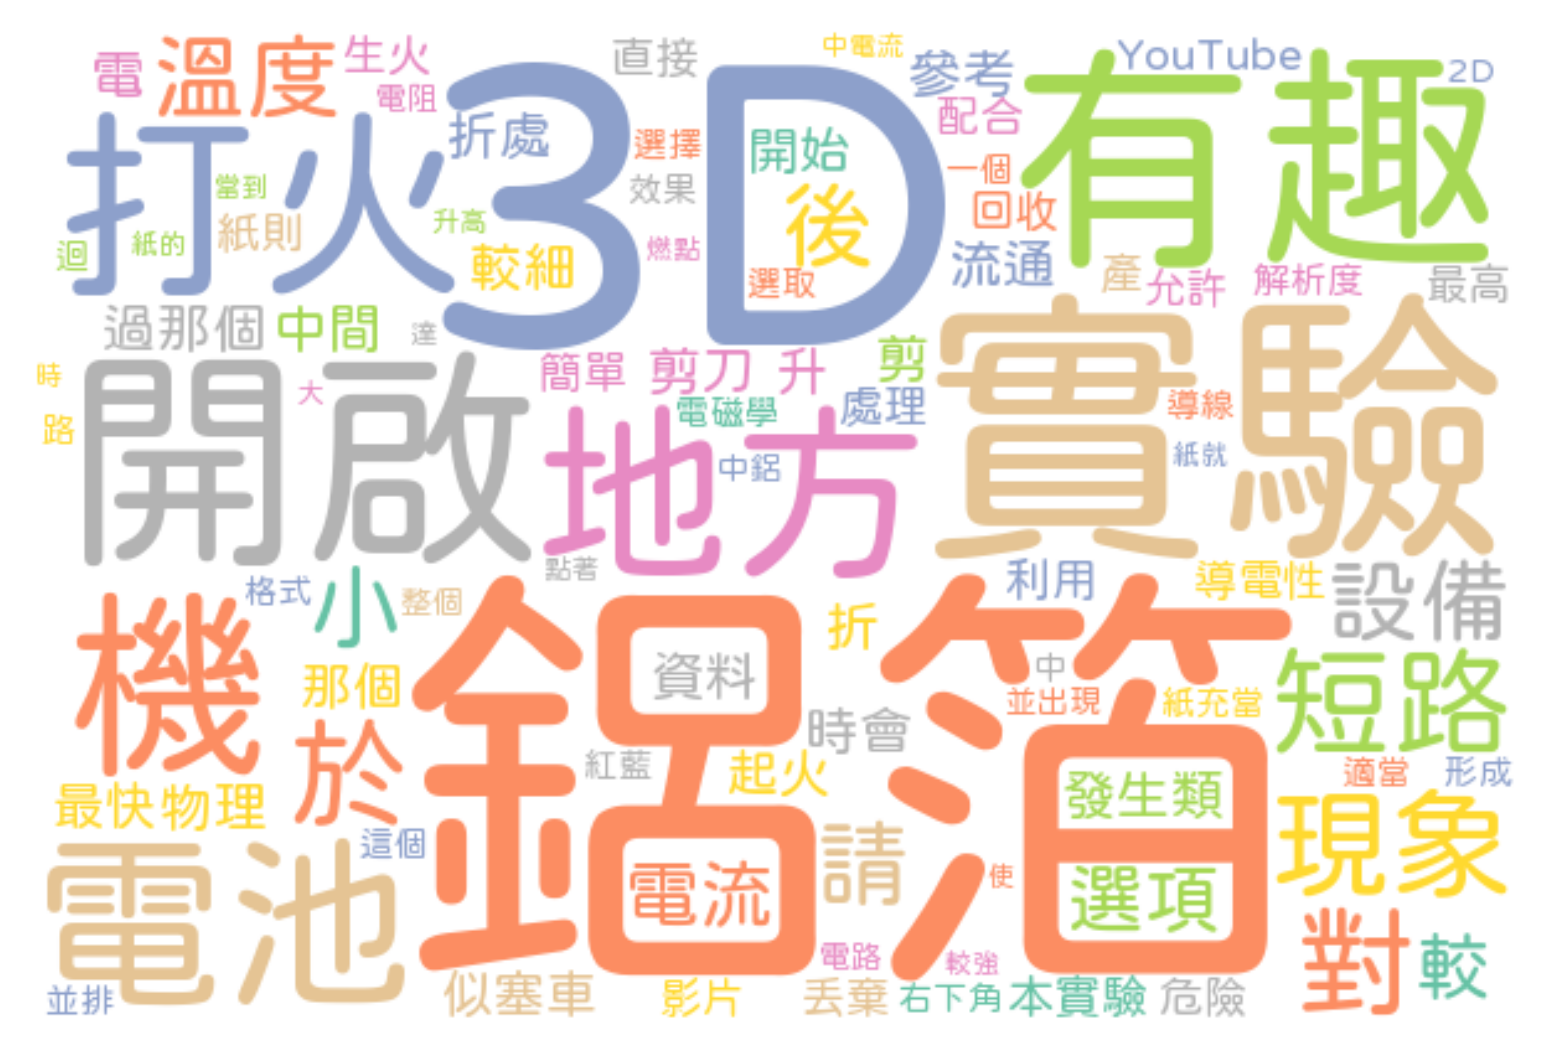 電
溫度
生火
電阻
直接
中電流
參考
YouTube
2D
配合
有趣
3D
打火
折處
選擇
開始
一個
回收
當到
紙則
效果
後
升高
燃點
迴
紙的
較細
選取
流通
產
允許
解析度
最高
過那個
中間
達
簡單
剪刀
升
剪
實驗
時
大
開啟
路
電磁學
處理
導線
地方
中鋁
紙就
點著
格式
小
整個
利用
導電性
設備
機
那個
鋁箔
折
資料
中
並出現
紙充當
短路
於
時會
紅藍
起火
適當
形成
最快
物理
發生類
現象
這個
電池
請
電流
使
選項
對
較
電路
較強
並排
似塞車
影片
丟棄
右下角
本實驗
危險